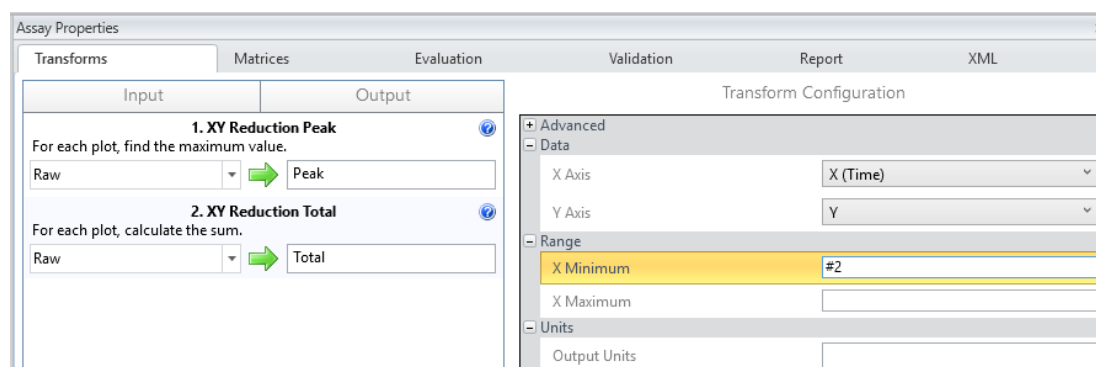 Assay Properties
Transforms Matrices Evaluation Validation Report XML
Input Output
Transform Configuration
1. XY Reduction Peak
For each plot, find the maximum value.
Raw Peak
2. XY Reduction Total
For each plot, calculate the sum.
Raw Total
Advanced
Data
X Axis X (Time)
Y Axis Y
Range
X Minimum #2
X Maximum
Units
Output Units